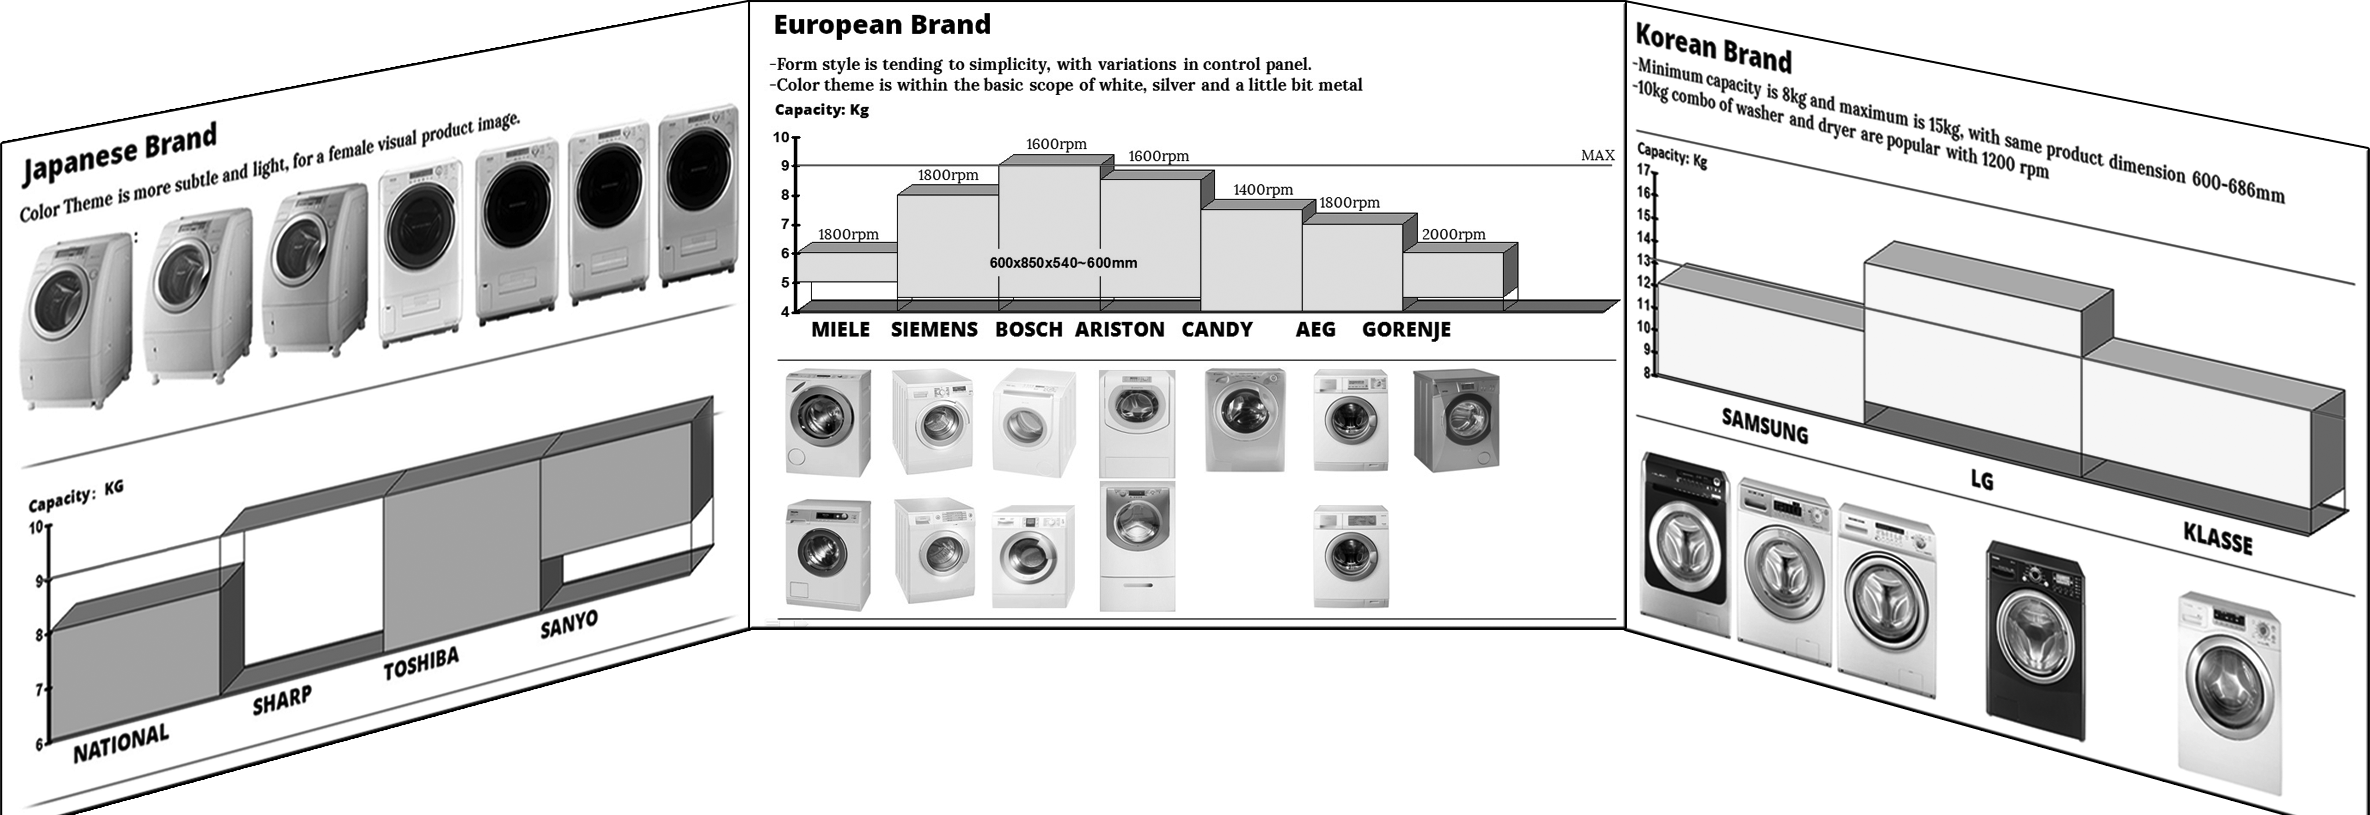 Japanese Brand
Color Theme is more subtle and light, for a female visual product image.
:
Capacity: KG
10
9
8
7
6
NATIONAL
SHARP
TOSHIBA
SANYO
European Brand
-Form style is tending to simplicity, with variations in control panel.
-Color theme is within the basic scope of white, silver and a little bit metal
Capacity: Kg
10
9
8
7
6
5
4
MAX
1800rpm
1800rpm
1600rpm
1600rpm
1400rpm
1800rpm
2000rpm
600x850x540~600mm
MIELE SIEMENS BOSCH ARISTON CANDY AEG GORENJE
Korean Brand
-Minimum capacity is 8kg and maximum is 15kg, with same product dimension 600-686mm
-10kg combo of washer and dryer are popular with 1200 rpm
Capacity: Kg
17
16
15
14
13
12
11
10
9
8
SAMSUNG
LG
KLASSE